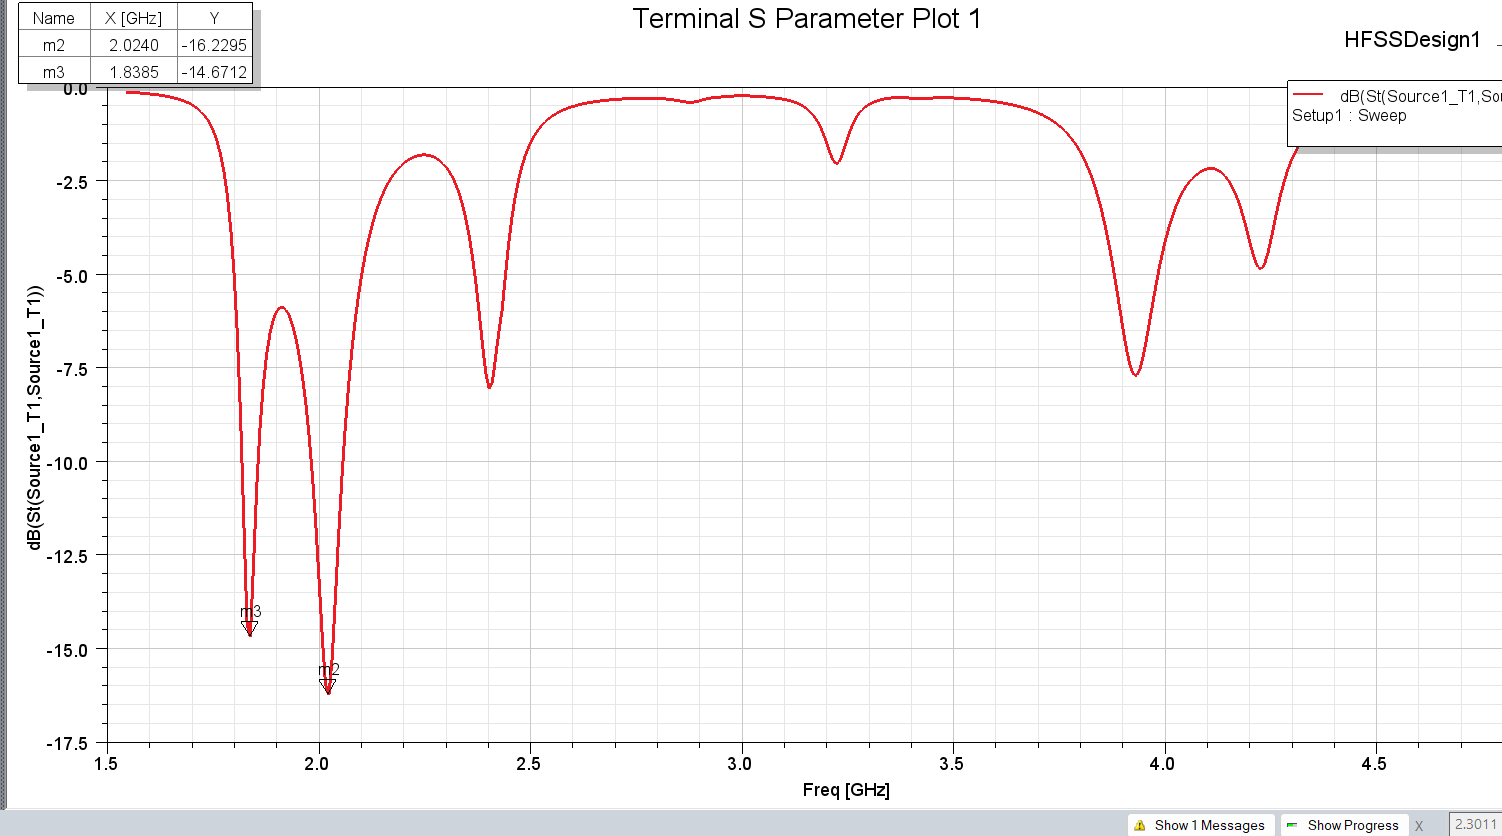 Terminal S Parameter Plot 1
HFSSDesign1
Name X [GHz] Y
m2 2.0240 -16.2295
m3 1.8385 -14.6712
dB(St(Source1_T1,Sou
Setup1 : Sweep
0.0
-2.5
-5.0
-7.5
-10.0
-12.5
-15.0
-17.5
dB(St(Source1_T1,Source1_T1))
m3
m2
1.5 2.0 2.5 3.0 3.5 4.0 4.5
Freq [GHz]
Show 1 Messages Show Progress X 2.3011